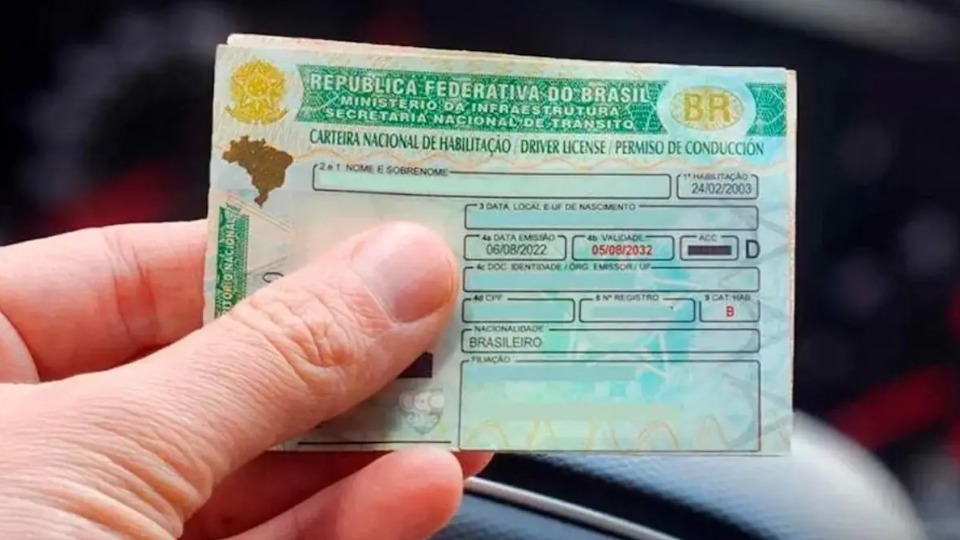 REPÚBLICA FEDERATIVA DO BRASIL
MINISTÉRIO DA INFRAESTRUTURA
SECRETARIA NACIONAL DE TRÂNSITO
BR
CARTEIRA NACIONAL DE HABILITAÇÃO / DRIVER LICENSE / PERMISO DE CONDUCCIÓN
2 e 1 NOME E SOBRENOME
1ª HABILITAÇÃO
24/02/2003
3 DATA, LOCAL E UF DE NASCIMENTO
4a DATA EMISSÃO
06/08/2022
4b VALIDADE
05/08/2032
ACC
D
4c DOC. IDENTIDADE / ÓRG. EMISSOR / UF
4d CPF
5 Nº REGISTRO
9 CAT. HAB
B
NACIONALIDADE
BRASILEIRO
FILIAÇÃO
NACIONAL